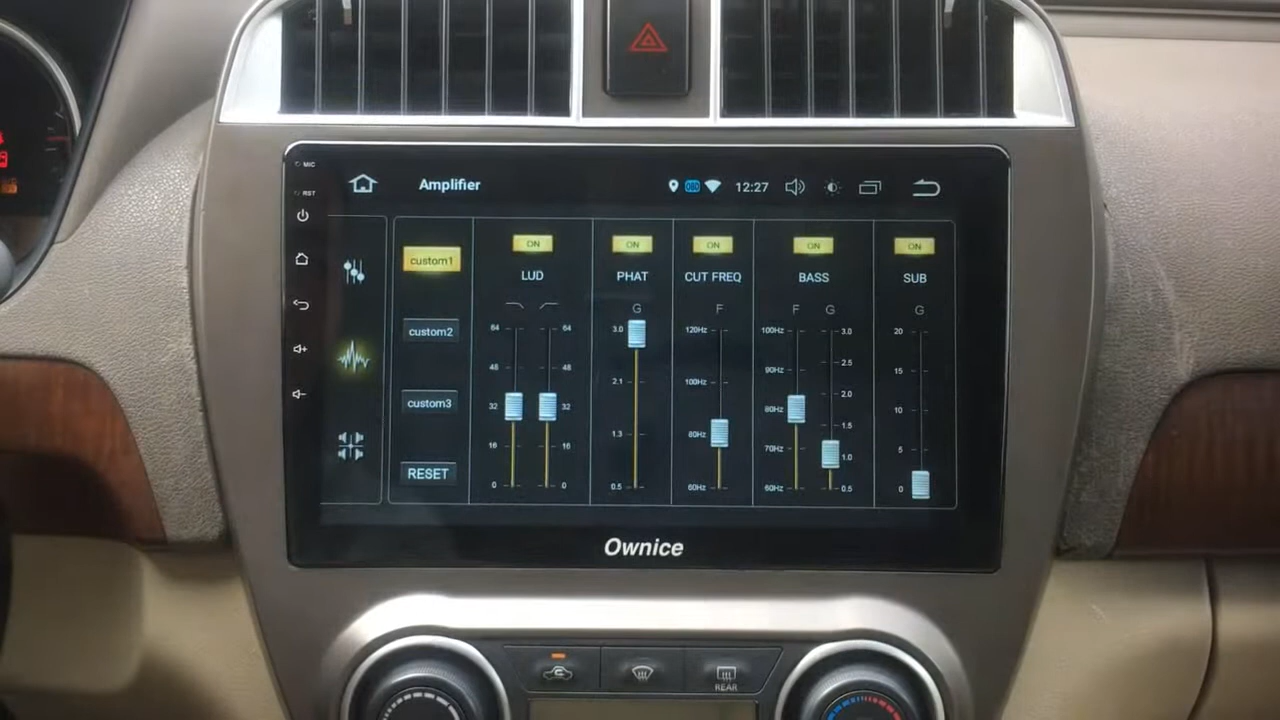 MIC
RST
Amplifier
12:27
custom1
custom2
custom3
RESET
ON
LUD
64 64
48 48
32 32
16 16
0 0
ON
PHAT
G
3.0
2.1
1.3
0.5
ON
CUT FREQ
F
120Hz
100Hz
80Hz
60Hz
ON
BASS
F G
100Hz 3.0
2.5
90Hz
2.0
80Hz
1.5
70Hz
1.0
60Hz 0.5
ON
SUB
G
20
15
10
5
0
Ownice
REAR